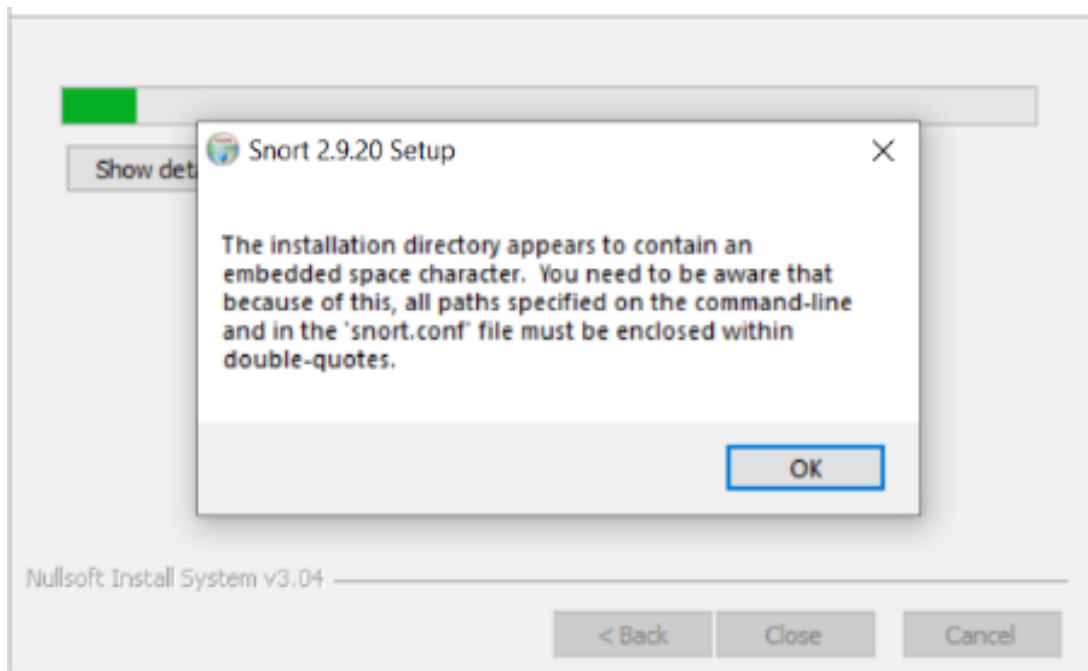 Snort 2.9.20 Setup
Show det
The installation directory appears to contain an
embedded space character.  You need to be aware that
because of this, all paths specified on the command-line
and in the 'snort.conf' file must be enclosed within
double-quotes.
OK
Nullsoft Install System v3.04
< Back
Close
Cancel